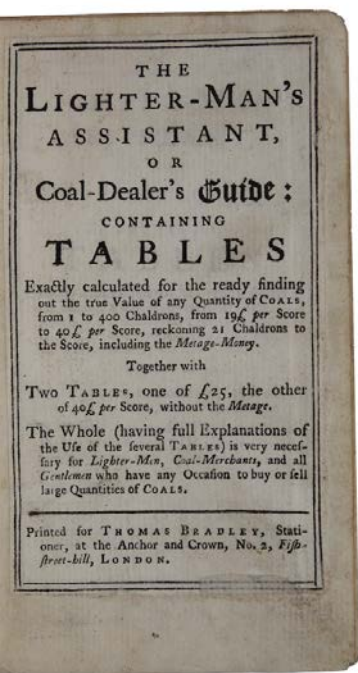 THE
LIGHTER-MAN's
ASSISTANT,
OR
Coal-Dealer's Guide:
CONTAINING
TABLES
Exactly calculated for the ready finding
out the true Value of any Quantity of COALS,
from 1 to 400 Chaldrons, from 19£ per Score
to 40£ per Score, reckoning 21 Chaldrons to
the Score, including the Metage-Money.
Together with
TWO TABLES, one of £25, the other
of 40£ per Score, without the Metage.
The Whole (having full Explanations of
the Uſe of the ſeveral TABLES) is very neceſ-
ſary for Lighter-Men, Coal-Merchants, and all
Gentlemen who have any Occaſion to buy or ſell
large Quantities of COALS.
Printed for THOMAS BRADLEY, Stati-
oner, at the Anchor and Crown, No. 2, Fiſh-
ſtreet-hill, LONDON.